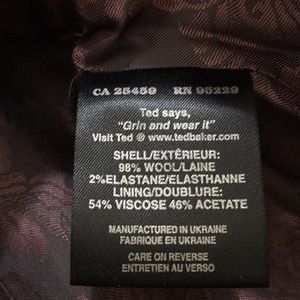 CA 25459 RN 95229
Ted says,
"Grin and wear it"
Visit Ted @ www.tedbaker.com
SHELL/EXTÉRIEUR:
98% WOOL/LAINE
2%ELASTANE/ELASTHANNE
LINING/DOUBLURE:
54% VISCOSE 46% ACETATE
MANUFACTURED IN UKRAINE
FABRIQUE EN UKRAINE
CARE ON REVERSE
ENTRETIEN AU VERSO